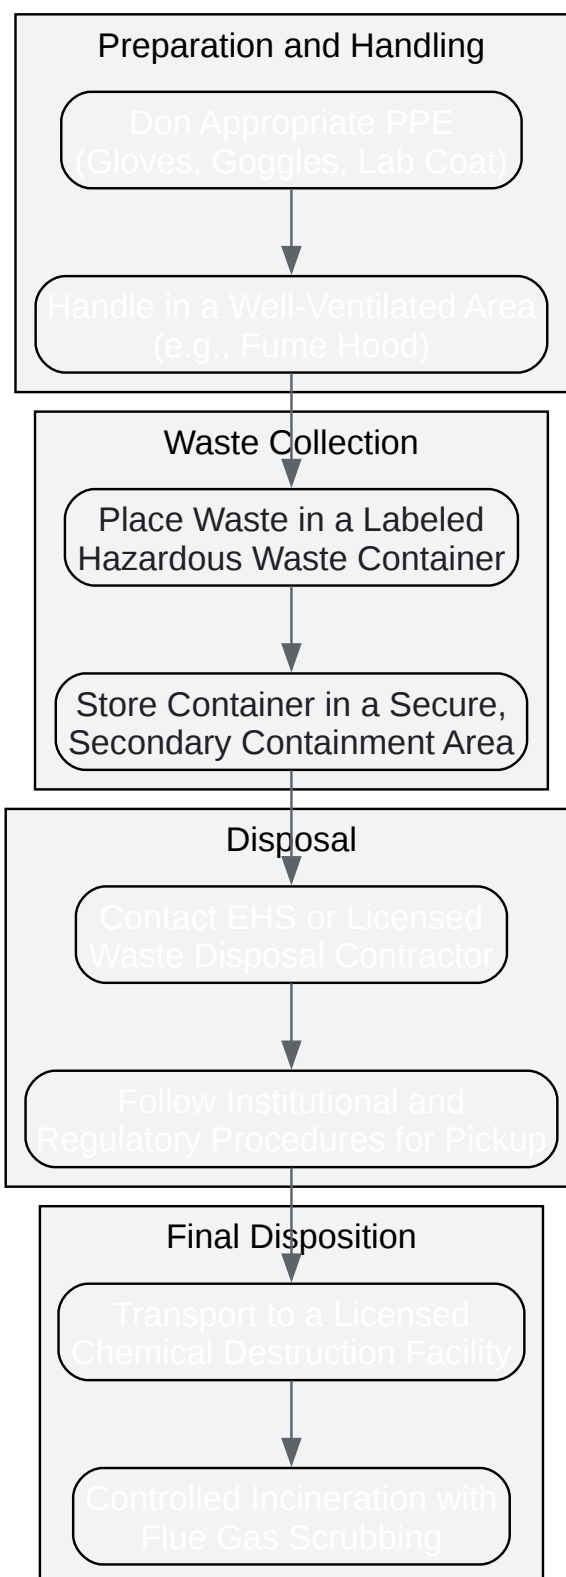 Preparation and Handling
Don Appropriate PPE
(Gloves, Goggles, Lab Coat)
Handle in a Well-Ventilated Area
(e.g., Fume Hood)
Waste Collection
Place Waste in a Labeled
Hazardous Waste Container
Store Container in a Secure,
Secondary Containment Area
Disposal
Contact EHS or Licensed
Waste Disposal Contractor
Follow Institutional and
Regulatory Procedures for Pickup
Final Disposition
Transport to a Licensed
Chemical Destruction Facility
Controlled Incineration with
Flue Gas Scrubbing